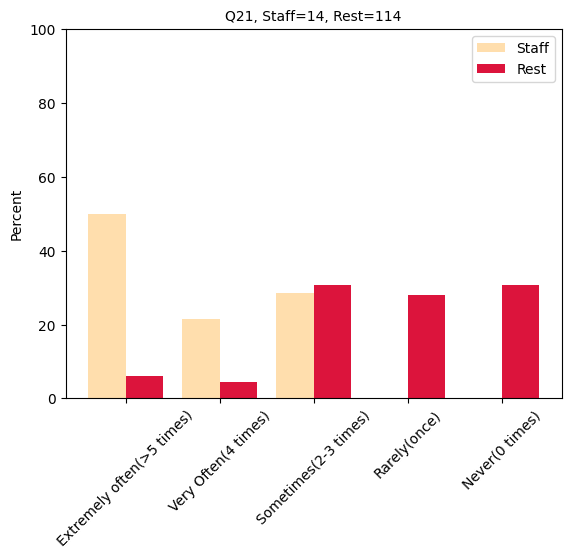 Q21, Staff=14, Rest=114
100
80
60
40
20
0
Percent
Staff
Rest
Extremely often(>5 times)
Very Often(4 times)
Sometimes(2-3 times)
Rarely(once)
Never(0 times)